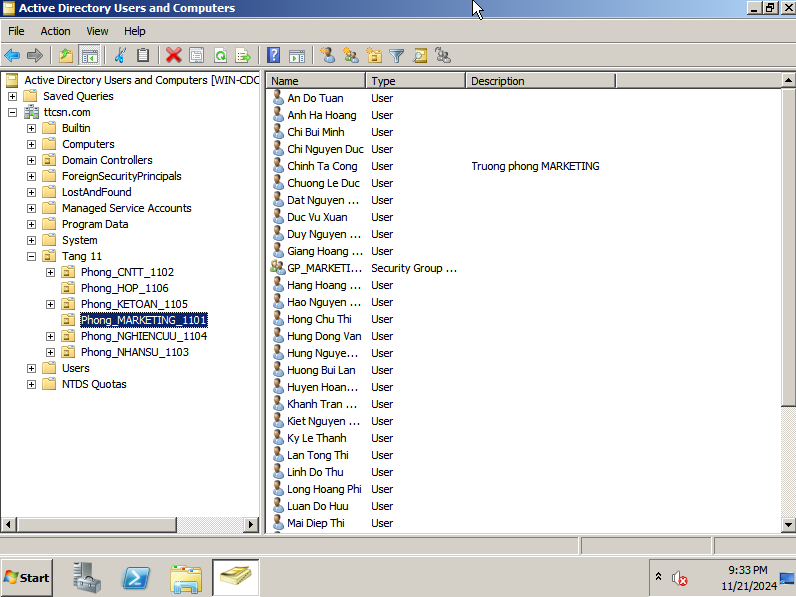 Active Directory Users and Computers
File Action View Help
Active Directory Users and Computers [WIN-CDC
Saved Queries
ttcsn.com
Builtin
Computers
Domain Controllers
ForeignSecurityPrincipals
LostAndFound
Managed Service Accounts
Program Data
System
Tang 11
Phong_CNTT_1102
Phong_HOP_1106
Phong_KETOAN_1105
Phong_MARKETING_1101
Phong_NGHIENCUU_1104
Phong_NHANSU_1103
Users
NTDS Quotas
Name Type Description
An Do Tuan User
Anh Ha Hoang User
Chi Bui Minh User
Chi Nguyen Duc User
Chinh Ta Cong User Truong phong MARKETING
Chuong Le Duc User
Dat Nguyen ... User
Duc Vu Xuan User
Duy Nguyen ... User
Giang Hoang ... User
GP_MARKETI... Security Group ...
Hang Hoang ... User
Hao Nguyen ... User
Hong Chu Thi User
Hung Dong Van User
Hung Nguye... User
Huong Bui Lan User
Huyen Hoan... User
Khanh Tran ... User
Kiet Nguyen ... User
Ky Le Thanh User
Lan Tong Thi User
Linh Do Thu User
Long Hoang Phi User
Luan Do Huu User
Mai Diep Thi User
Start
9:33 PM
11/21/2024